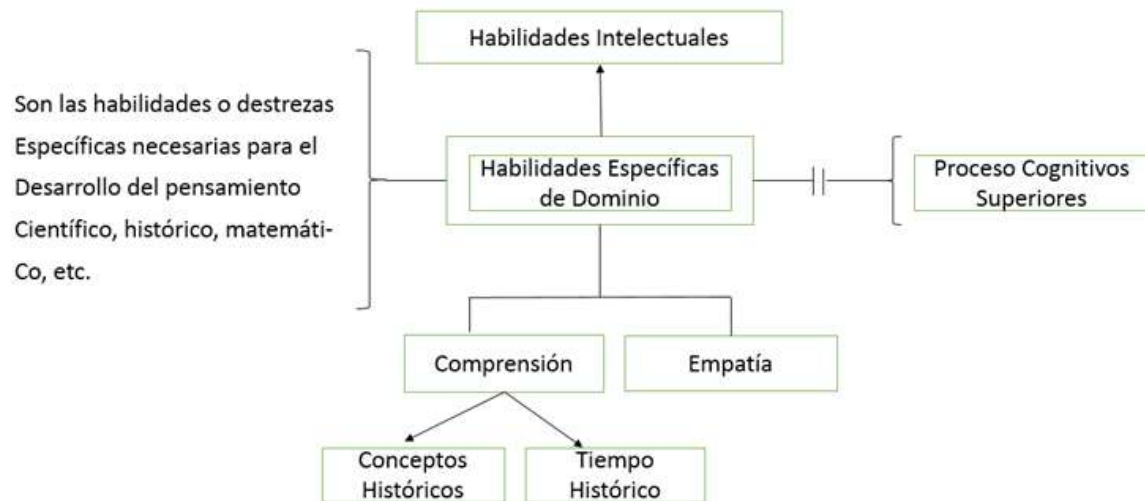 Habilidades Intelectuales
Son las habilidades o destrezas
Específicas necesarias para el
Desarrollo del pensamiento
Científico, histórico, matemáti-
Co, etc.
Habilidades Específicas
de Dominio
Proceso Cognitivos
Superiores
Comprensión
Empatía
Conceptos
Históricos
Tiempo
Histórico